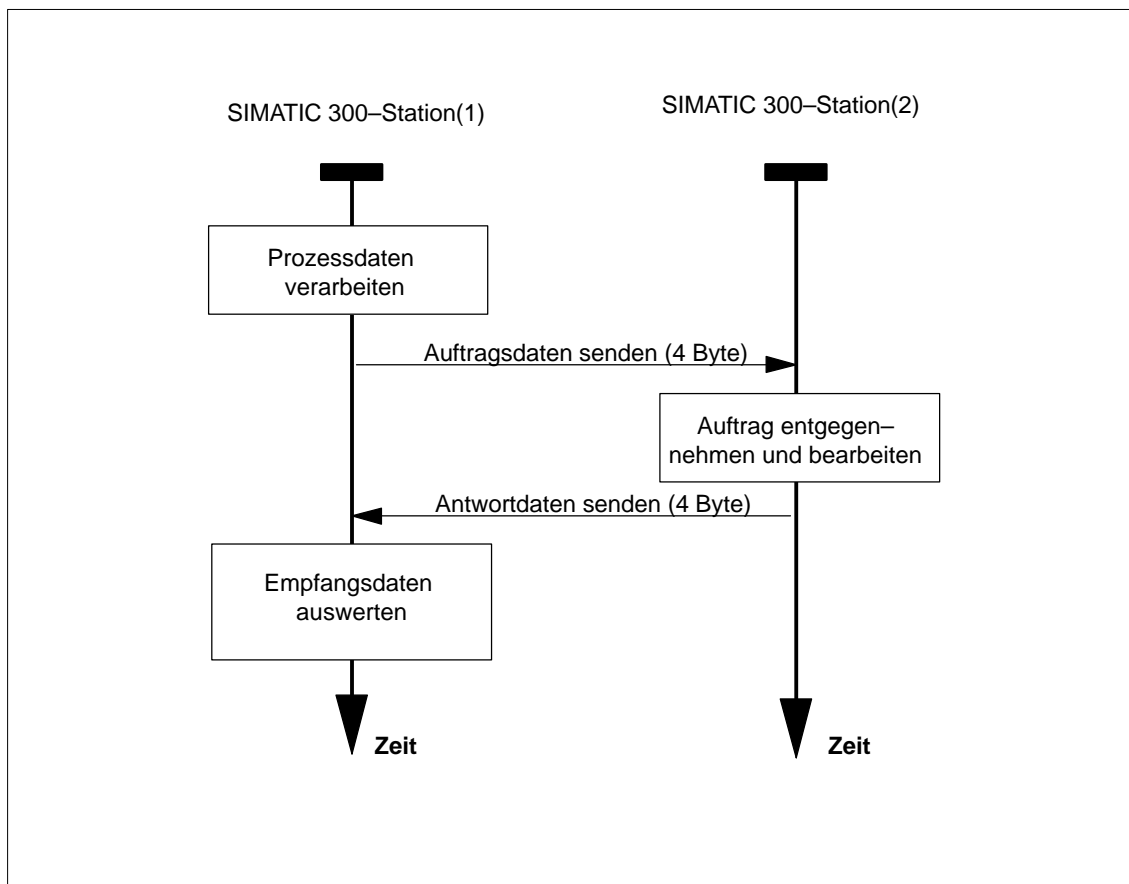 SIMATIC 300–Station(1)
SIMATIC 300–Station(2)
Prozessdaten
verarbeiten
Auftragsdaten senden (4 Byte)
Auftrag entgegen–
nehmen und bearbeiten
Antwortdaten senden (4 Byte)
Empfangsdaten
auswerten
Zeit
Zeit